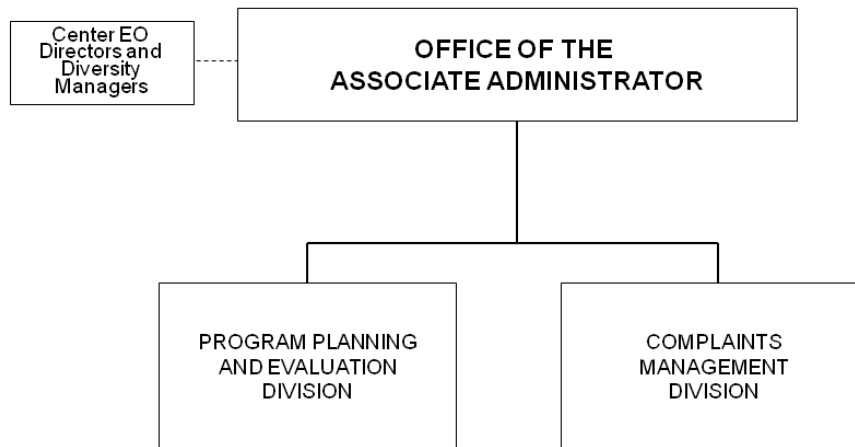 Center EO
Directors and
Diversity
Managers
OFFICE OF THE
ASSOCIATE ADMINISTRATOR
PROGRAM PLANNING
AND EVALUATION
DIVISION
COMPLAINTS
MANAGEMENT
DIVISION